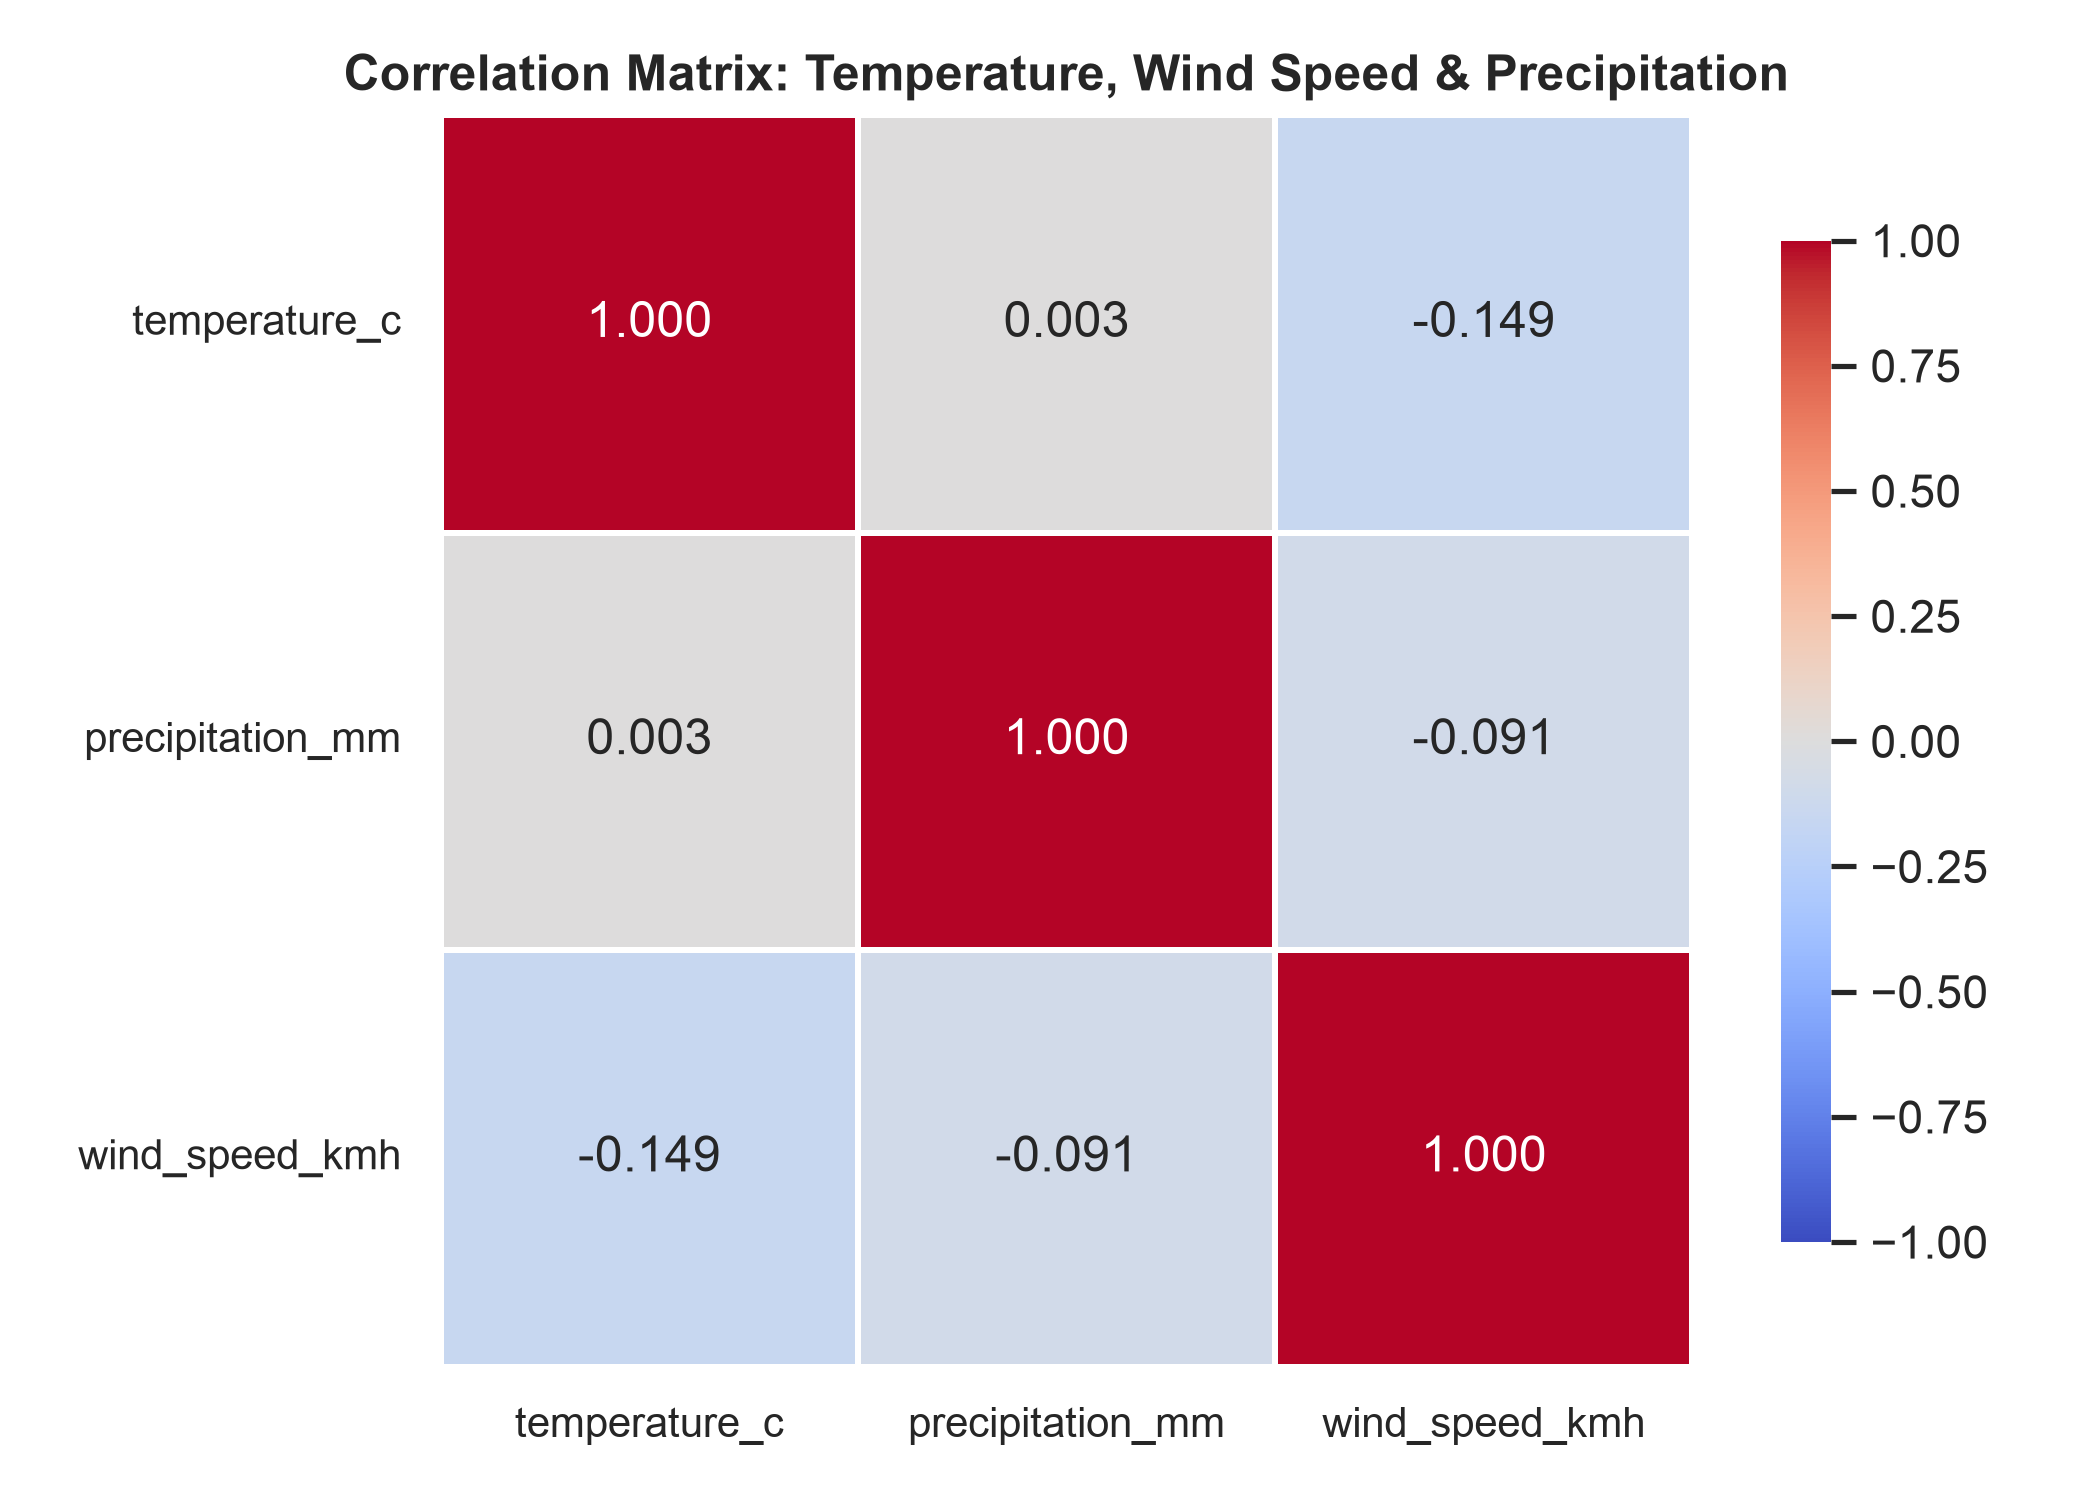 Correlation Matrix: Temperature, Wind Speed & Precipitation
temperature_c
1.000
0.003
-0.149
precipitation_mm
0.003
1.000
-0.091
wind_speed_kmh
-0.149
-0.091
1.000
temperature_c
precipitation_mm
wind_speed_kmh
1.00
0.75
0.50
0.25
0.00
−0.25
−0.50
−0.75
−1.00